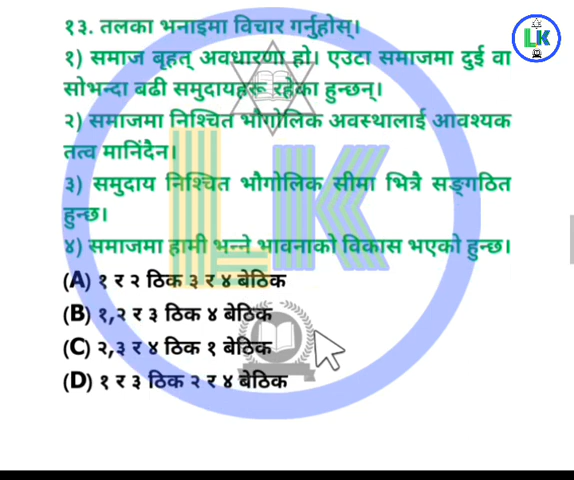 LK
१३. तलका भनाइमा विचार गर्नुहोस्।
१) समाज बृहत् अवधारणा हो। एउटा समाजमा दुई वा
सोभन्दा बढी समुदायहरू रहेका हुन्छन्।
२) समाजमा निश्चित भौगोलिक अवस्थालाई आवश्यक
तत्व मानिँदैन।
३) समुदाय निश्चित भौगोलिक सीमा भित्रै सङ्गठित
हुन्छ।
४) समाजमा हामी भन्ने भावनाको विकास भएको हुन्छ।
(A) १ र २ ठिक ३ र ४ बेठिक
(B) १,२ र ३ ठिक ४ बेठिक
(C) २,३ र ४ ठिक १ बेठिक
(D) १ र ३ ठिक २ र ४ बेठिक
LK